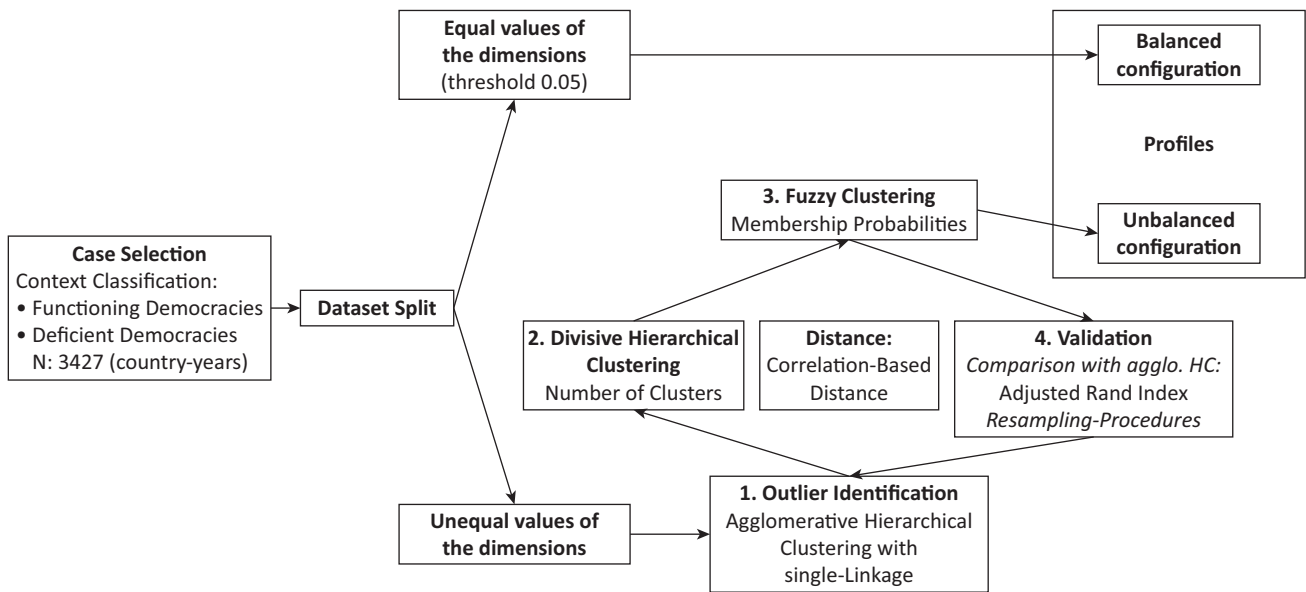 Equal values of
the dimensions
(threshold 0.05)
Balanced
configuration
Profiles
Unbalanced
configuration
3. Fuzzy Clustering
Membership Probabilities
Case Selection
Context Classification:
• Functioning Democracies
• Deficient Democracies
N: 3427 (country-years)
Dataset Split
2. Divisive Hierarchical
Clustering
Number of Clusters
Distance:
Correlation-Based
Distance
4. Validation
Comparison with agglo. HC:
Adjusted Rand Index
Resampling-Procedures
Unequal values of
the dimensions
1. Outlier Identification
Agglomerative Hierarchical
Clustering with
single-Linkage